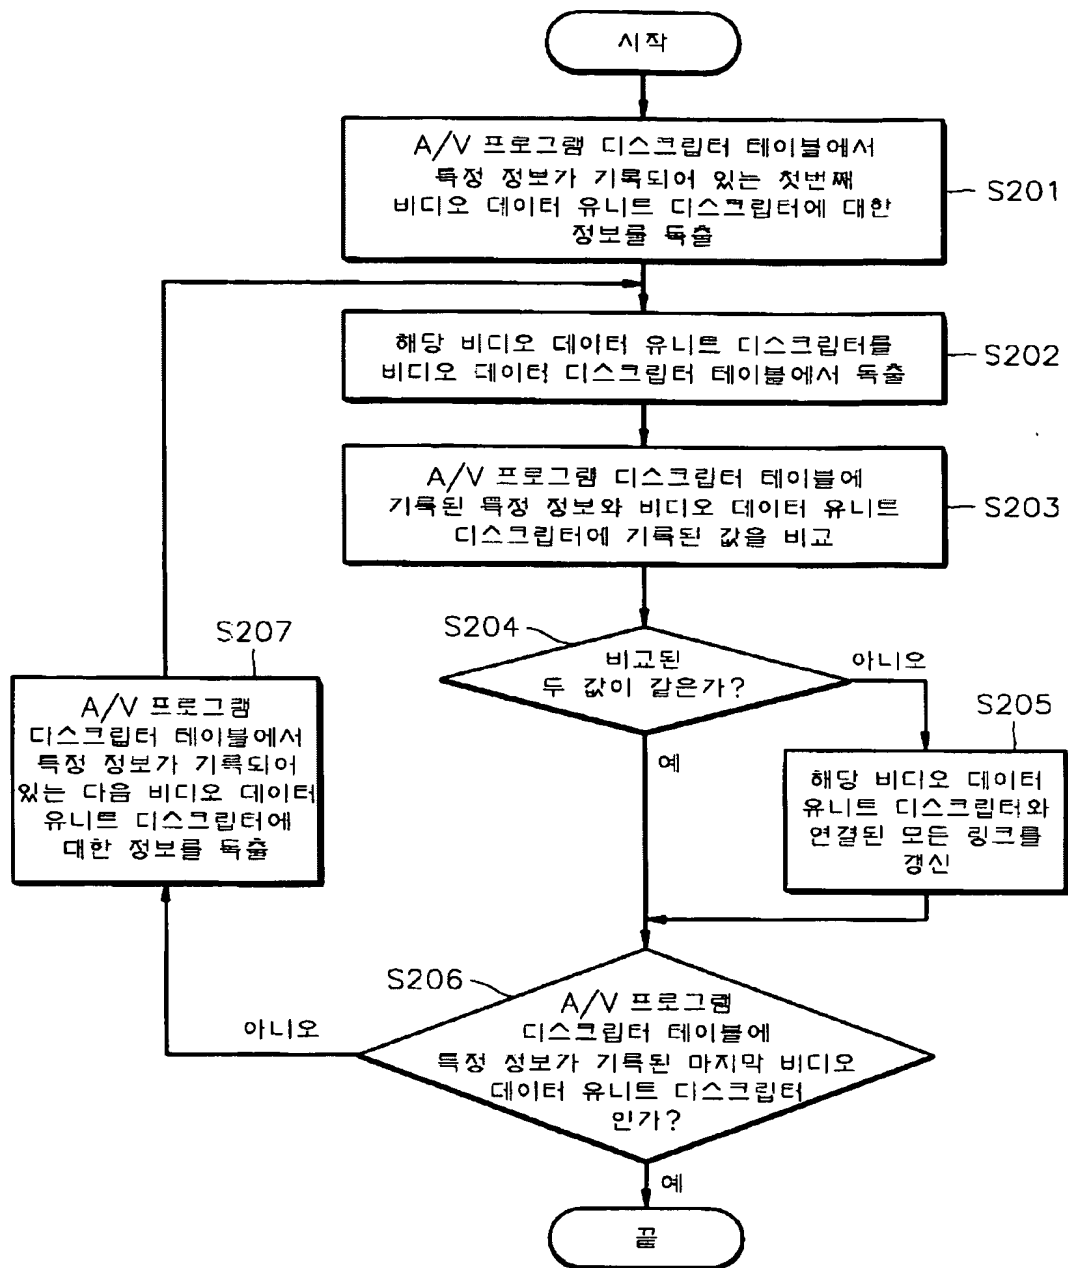 시작
A/V 프로그램 디스크립터 테이블에서
특정 정보가 기록되어 있는 첫번째
비디오 데이터 유니트 디스크립터에 대한
정보를 독출
S201
해당 비디오 데이터 유니트 디스크립터를
비디오 데이터 디스크립터 테이블에서 독출
S202
A/V 프로그램 디스크립터 테이블에
기록된 특정 정보와 비디오 데이터 유니트
디스크립터에 기록된 값을 비교
S203
S204
비교된
두 값이 같은가?
아니오
예
S205
해당 비디오 데이터
유니트 디스크립터와
연결된 모든 링크를
갱신
S206
A/V 프로그램
디스크립터 테이블에
특정 정보가 기록된 마지막 비디오
데이터 유니트 디스크립터
인가?
아니오
S207
A/V 프로그램
디스크립터 테이블에서
특정 정보가 기록되어
있는 다음 비디오 데이터
유니트 디스크립터에
대한 정보를 독출
예
끝